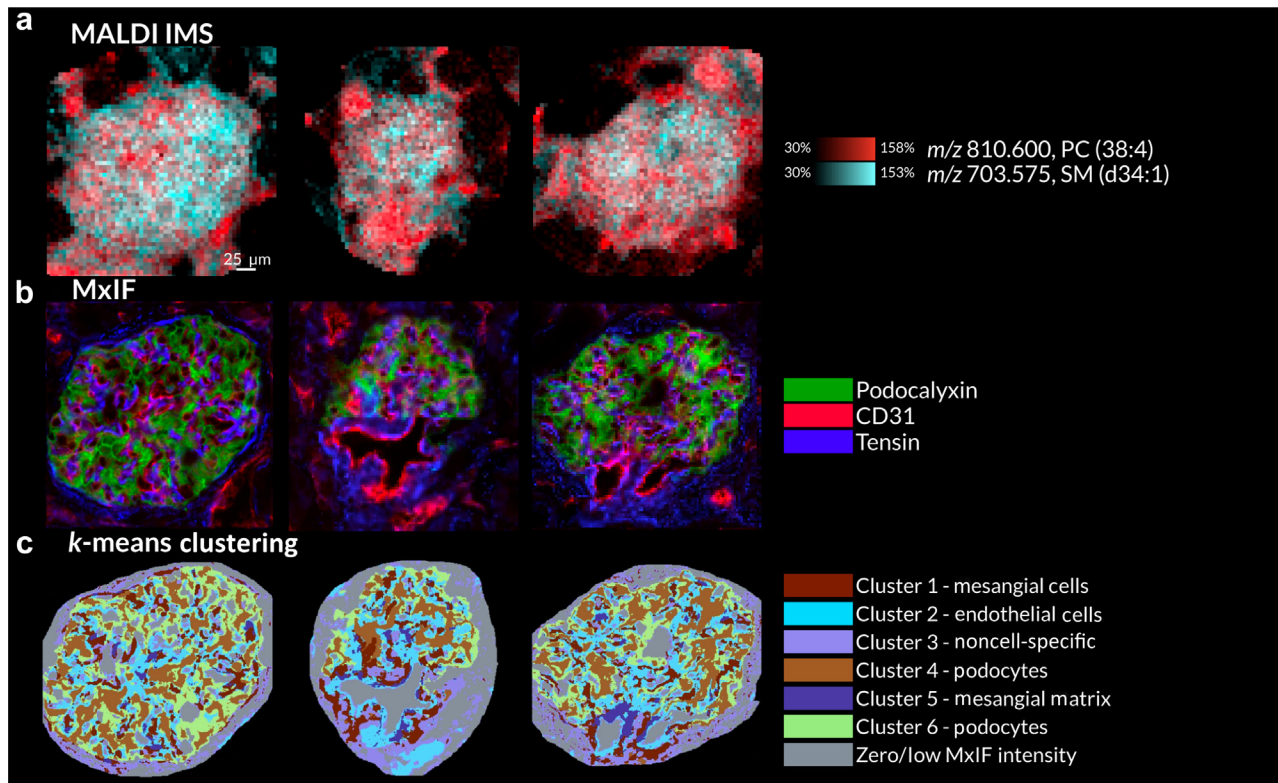 a
MALDI IMS
30% 158% m/z 810.600, PC (38:4)
30% 153% m/z 703.575, SM (d34:1)
25 µm
b
MxIF
Podocalyxin
CD31
Tensin
c
k-means clustering
Cluster 1 - mesangial cells
Cluster 2 - endothelial cells
Cluster 3 - noncell-specific
Cluster 4 - podocytes
Cluster 5 - mesangial matrix
Cluster 6 - podocytes
Zero/low MxIF intensity